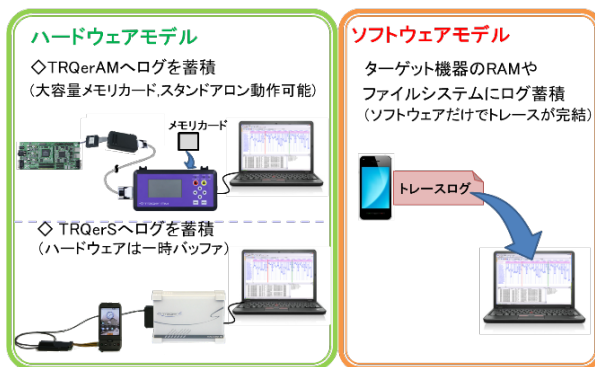 ハードウェアモデル
◇TRQerAMへログを蓄積
(大容量メモリカード,スタンドアロン動作可能)
メモリカード
◇ TRQerSへログを蓄積
(ハードウェアは一時バッファ)
ソフトウェアモデル
ターゲット機器のRAMや
ファイルシステムにログ蓄積
(ソフトウェアだけでトレースが完結)
トレースログ